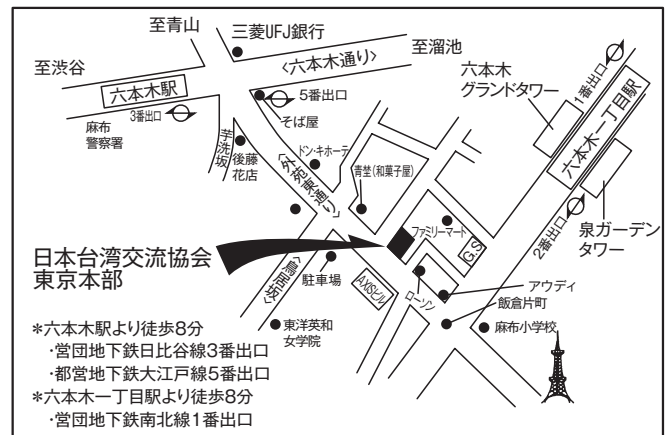 至青山
三菱UFJ銀行
至渋谷
〈六本木通り〉
至溜池
六本木駅
3番出口
5番出口
そば屋
麻布
警察署
芋洗坂
後藤
花店
ドン・キホーテ
〈外苑東通り〉
青埜(和菓子屋)
六本木
グランドタワー
1番出口
六本木一丁目駅
2番出口
泉ガーデン
タワー
ファミリーマート
G.S
日本台湾交流協会
東京本部
〈鳥居坂〉
駐車場
AXISビル
ローソン
アウディ
飯倉片町
麻布小学校
東洋英和
女学院
*六本木駅より徒歩8分
・営団地下鉄日比谷線3番出口
・都営地下鉄大江戸線5番出口
*六本木一丁目駅より徒歩8分
・営団地下鉄南北線1番出口